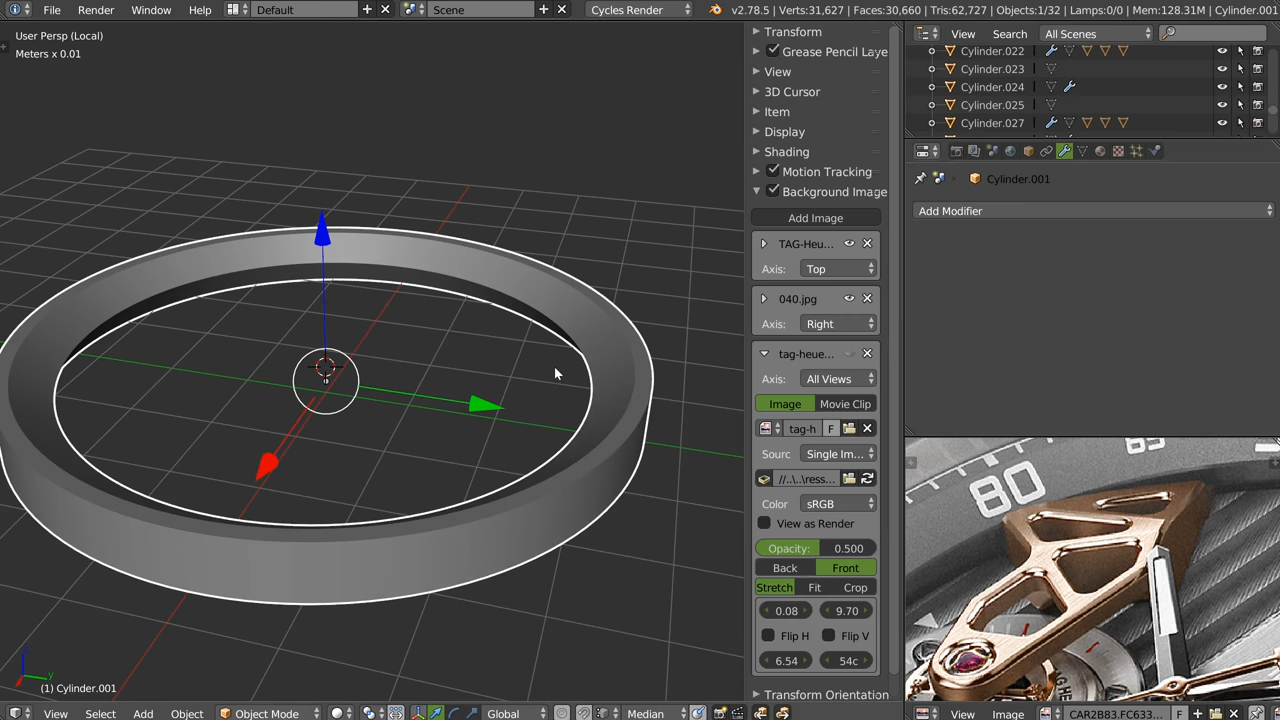 File Render Window Help Default Scene Cycles Render v2.78.5 | Verts:31,627 | Faces:30,660 | Tris:62,727 | Objects:1/32 | Lamps:0/0 | Mem:128.31M | Cylinder.001
User Persp (Local)
Meters x 0.01
(1) Cylinder.001
z
y
View Select Add Object Object Mode Global Median
Transform
Grease Pencil Laye
View
3D Cursor
Item
Display
Shading
Motion Tracking
Background Image
Add Image
TAG-Heu...
Axis: Top
040.jpg
Axis: Right
tag-heue...
Axis: All Views
Image Movie Clip
tag-h F
Sourc Single Im...
//..\..\ress...
Color sRGB
View as Render
Opacity: 0.500
Back Front
Stretch Fit Crop
0.08 9.70
Flip H Flip V
6.54 54c
Transform Orientation
View Search All Scenes
Cylinder.022
Cylinder.023
Cylinder.024
Cylinder.025
Cylinder.027
Cylinder.001
Add Modifier
80
85
View Image CAR2B83.FC633... F